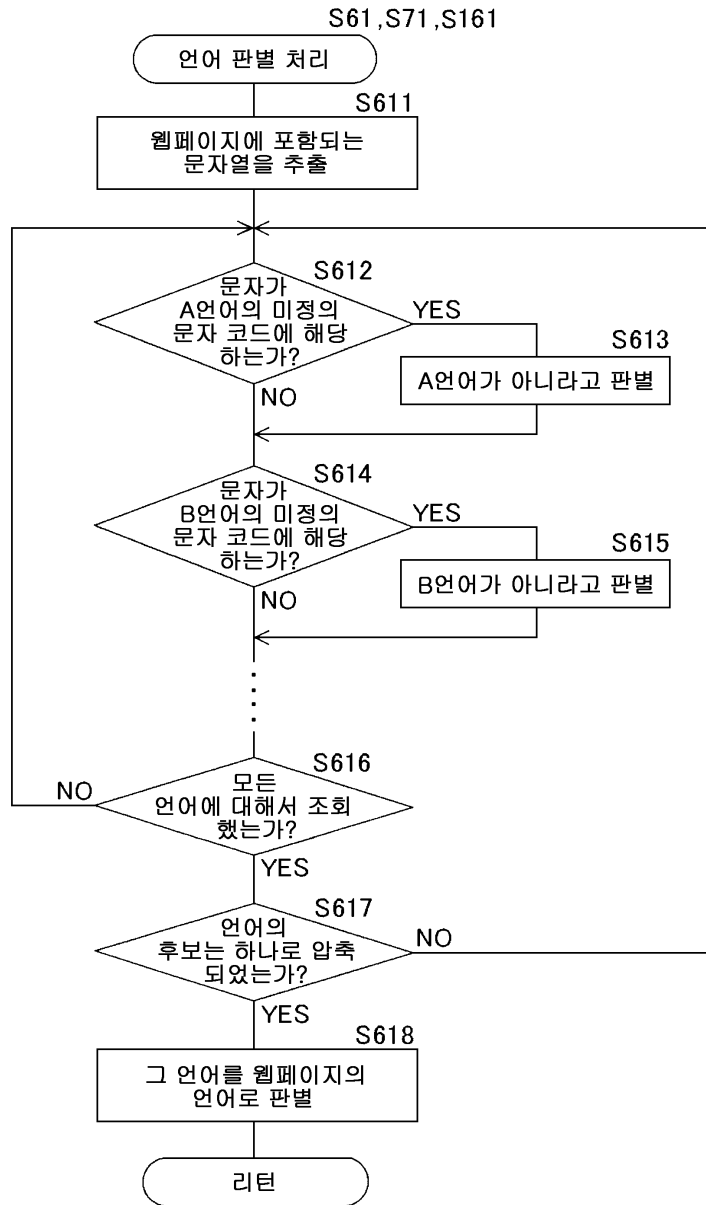 S61,S71,S161
언어 판별 처리
S611
웹페이지에 포함되는
문자열을 추출
S612
문자가
A언어의 미정의
문자 코드에 해당
하는가?
YES
NO
S613
A언어가 아니라고 판별
S614
문자가
B언어의 미정의
문자 코드에 해당
하는가?
YES
NO
S615
B언어가 아니라고 판별
S616
모든
언어에 대해서 조회
했는가?
NO
YES
S617
언어의
후보는 하나로 압축
되었는가?
NO
YES
S618
그 언어를 웹페이지의
언어로 판별
리턴